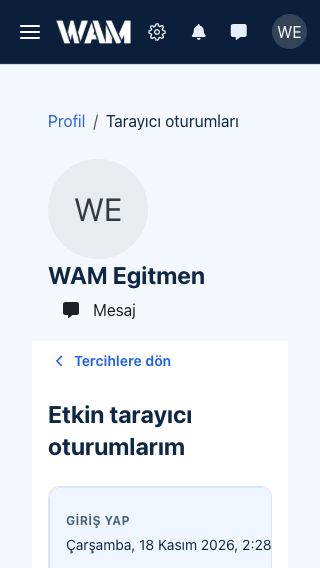 WAM
WE
Profil / Tarayıcı oturumları
WE
WAM Egitmen
Mesaj
Tercihlere dön
Etkin tarayıcı
oturumlarım
GİRİŞ YAP
Çarşamba, 18 Kasım 2026, 2:28